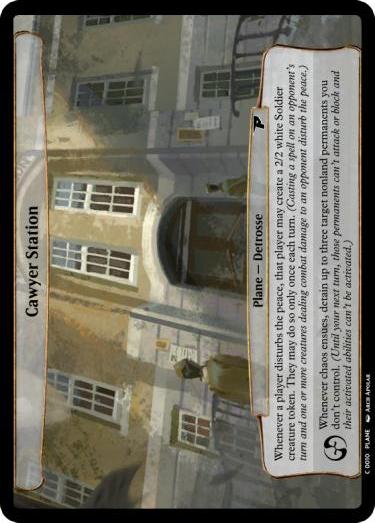 Cawyer Station
Plane — Detrosse
Whenever a player disturbs the peace, that player may create a 2/2 white Soldier
creature token. They may do so only once each turn. (Casting a spell on an opponent's
turn and one or more creatures dealing combat damage to an opponent disturb the peace.)
Whenever chaos ensues, detain up to three target nonland permanents you
don't control. (Until your next turn, those permanents can't attack or block and
their activated abilities can't be activated.)
C 0010 PLANE Arch Apolar